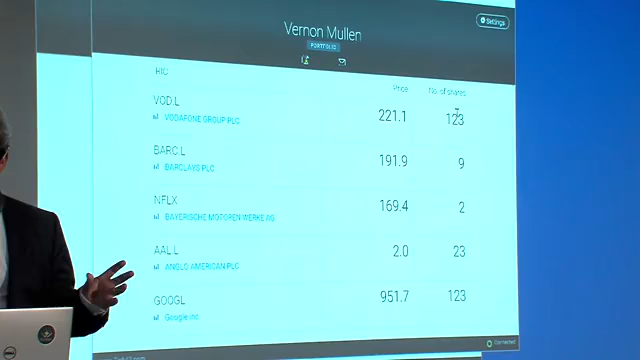 Settings
Vernon Mullen
PORTFOLIO
RIC
Price
No. of shares
VOD.L
221.1
123
VODAFONE GROUP PLC
BARC.L
191.9
9
BARCLAYS PLC
NFLX
169.4
2
BAYERISCHE MOTOREN WERKE AG
AAL.L
2.0
23
ANGLO AMERICAN PLC
GOOGL
951.7
123
Google Inc.
Connected
DELL